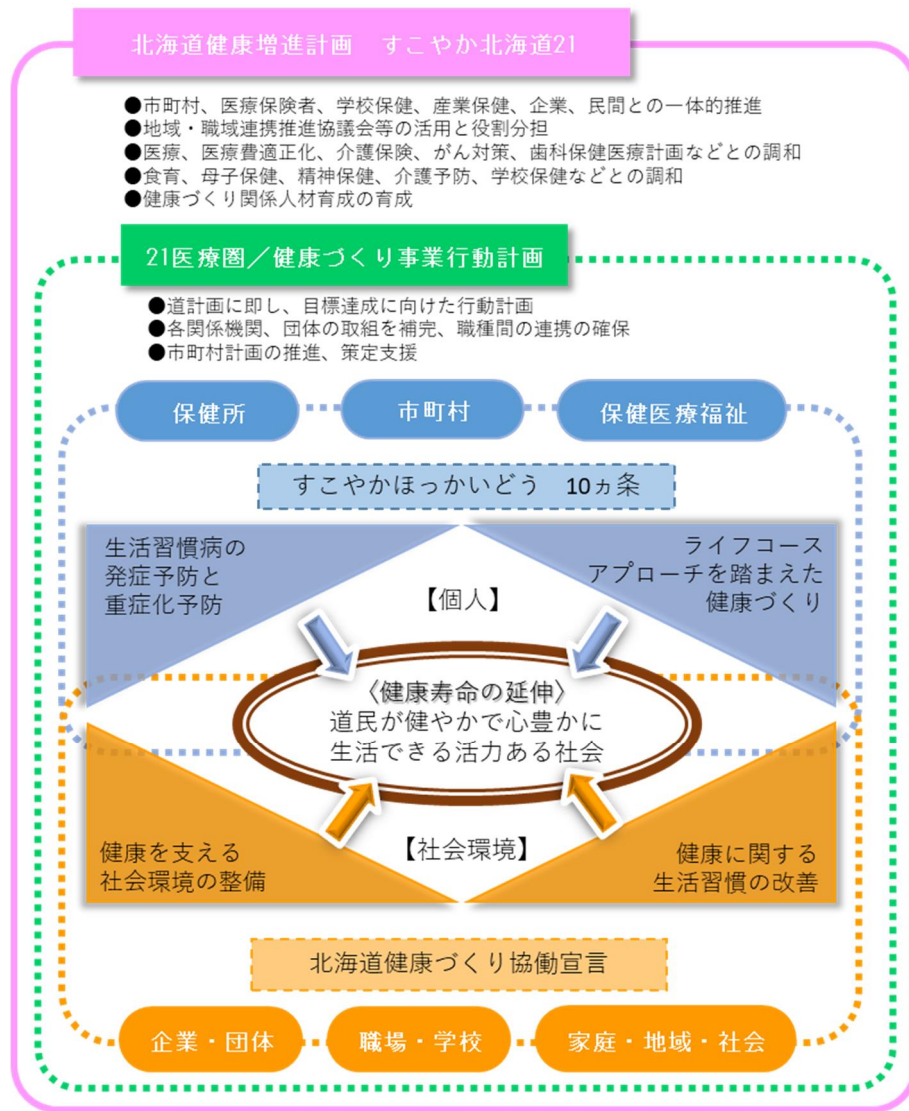 北海道健康増進計画　すこやか北海道21
●市町村、医療保険者、学校保健、産業保健、企業、民間との一体的推進
●地域・職域連携推進協議会等の活用と役割分担
●医療、医療費適正化、介護保険、がん対策、歯科保健医療計画などとの調和
●食育、母子保健、精神保健、介護予防、学校保健などとの調和
●健康づくり関係人材育成の育成
21医療圏／健康づくり事業行動計画
●道計画に即し、目標達成に向けた行動計画
●各関係機関、団体の取組を補完、職種間の連携の確保
●市町村計画の推進、策定支援
保健所
市町村
保健医療福祉
すこやかほっかいどう　10ヵ条
生活習慣病の
発症予防と
重症化予防
ライフコース
アプローチを踏まえた
健康づくり
【個人】
〈健康寿命の延伸〉
道民が健やかで心豊かに
生活できる活力ある社会
【社会環境】
健康を支える
社会環境の整備
健康に関する
生活習慣の改善
北海道健康づくり協働宣言
企業・団体
職場・学校
家庭・地域・社会